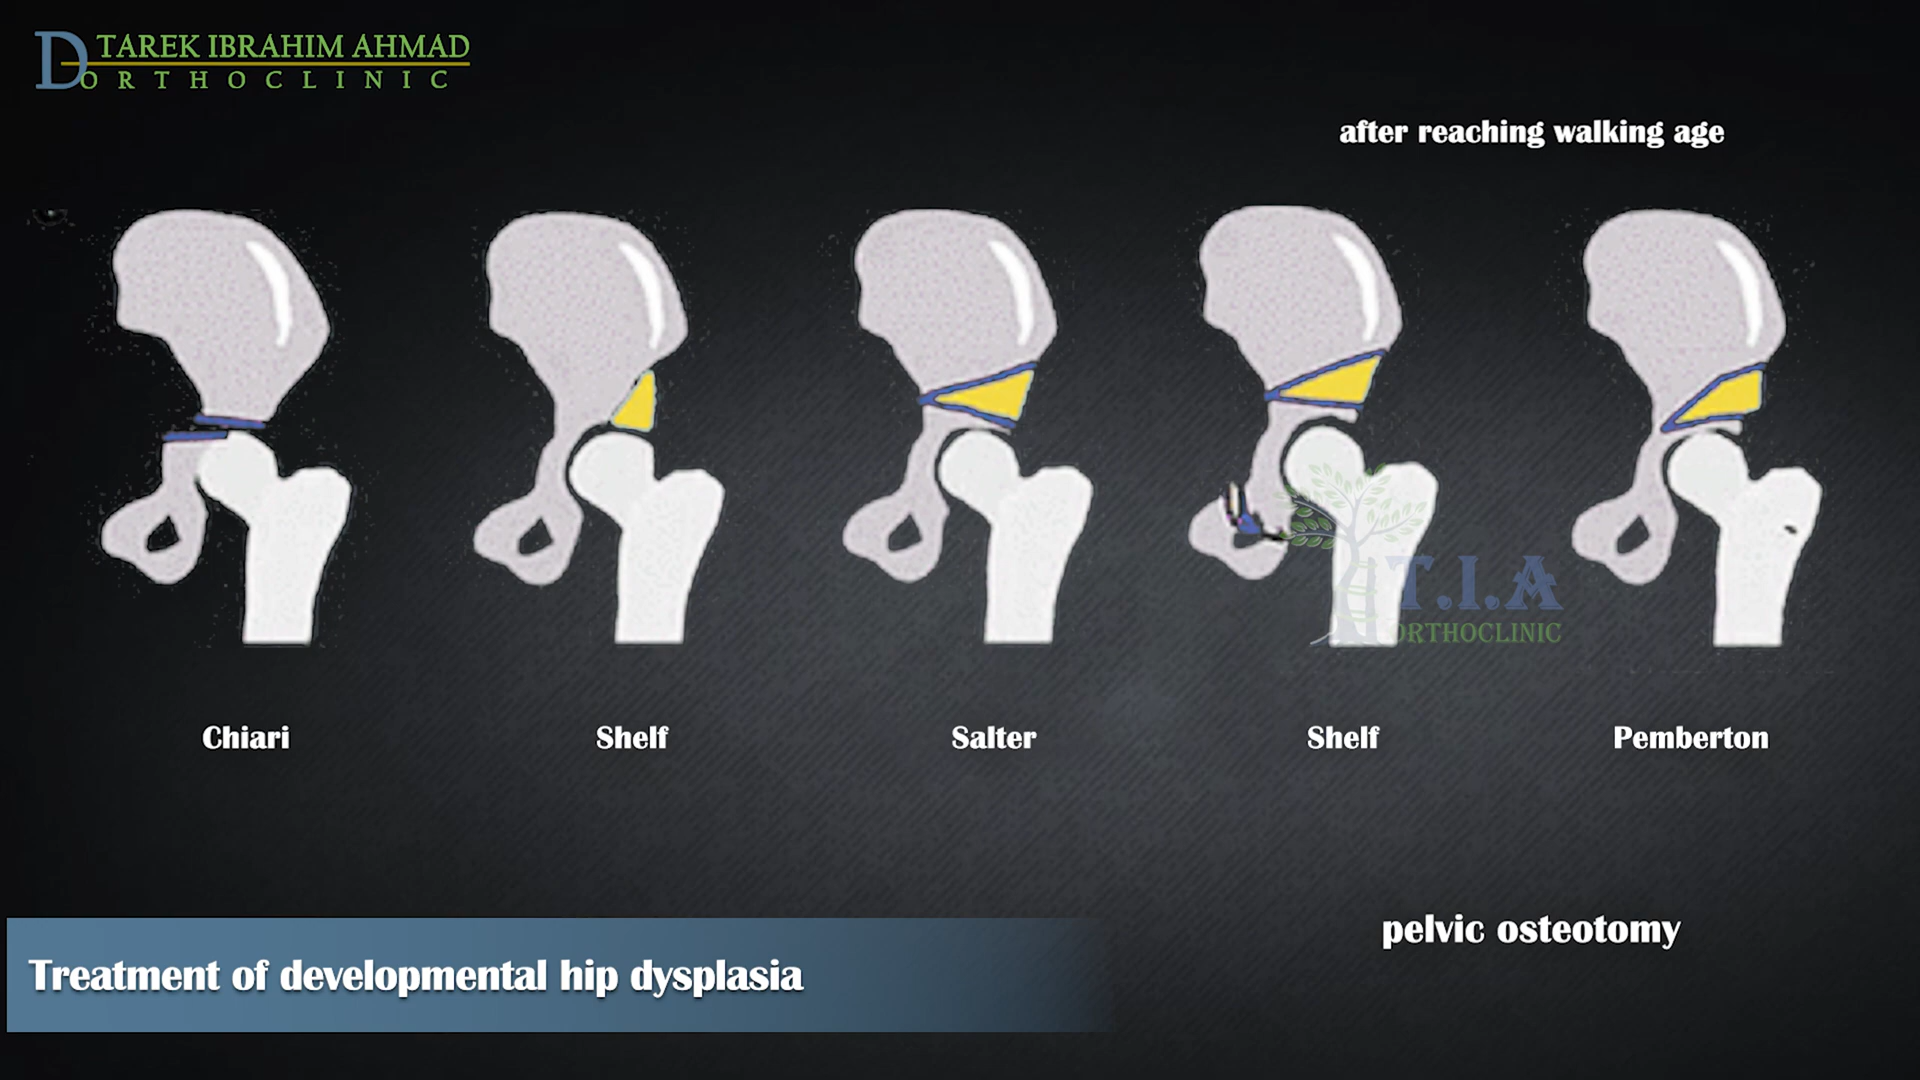 D TAREK IBRAHIM AHMAD
ORTHOCLINIC
after reaching walking age
T.I.A
ORTHOCLINIC
Chiari
Shelf
Salter
Shelf
Pemberton
pelvic osteotomy
Treatment of developmental hip dysplasia